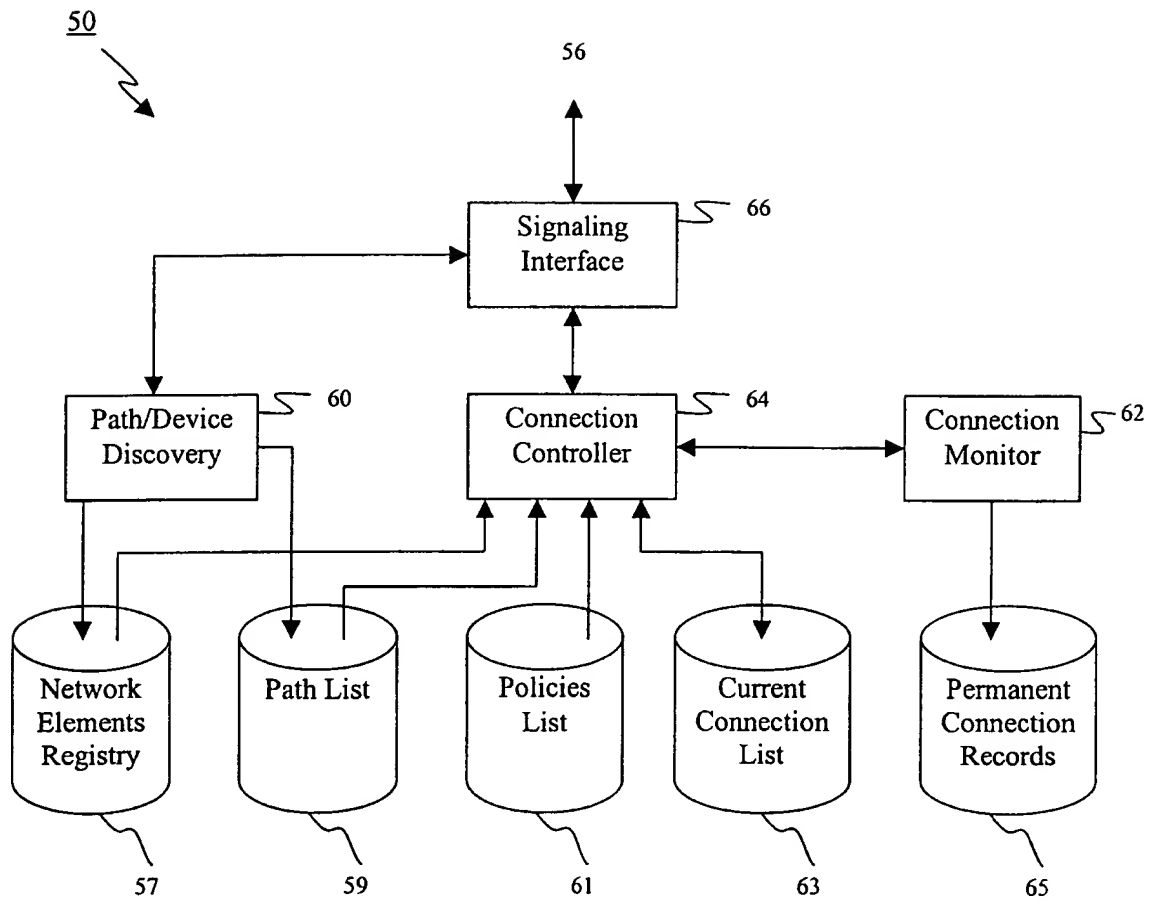 50
56
Signaling
Interface
66
Path/Device
Discovery
60
Connection
Controller
64
Connection
Monitor
62
Network
Elements
Registry
Path List
Policies
List
Current
Connection
List
Permanent
Connection
Records
57
59
61
63
65